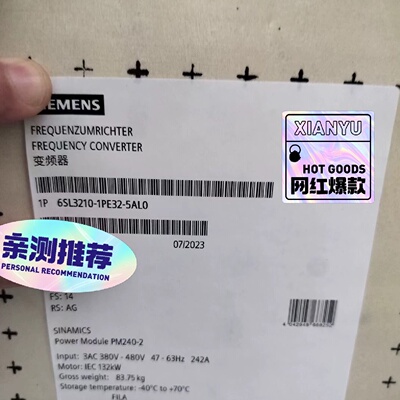 SIEMENS
XIANYU
FREQUENZUMRICHTER
FREQUENCY CONVERTER
变频器
HOT GOODS
网红爆款
1P 6SL3210-1PE32-5AL0
07/2023
亲测推荐
PERSONAL RECOMMENDATION
FS: 14
RS: AG
SINAMICS
Power Module PM240-2
Input: 3AC 380V - 480V 47 - 63Hz 242A
Motor: IEC 132kW
Gross weight: 83.75 kg
Storage temperature: -40°C to +70°C
FILA